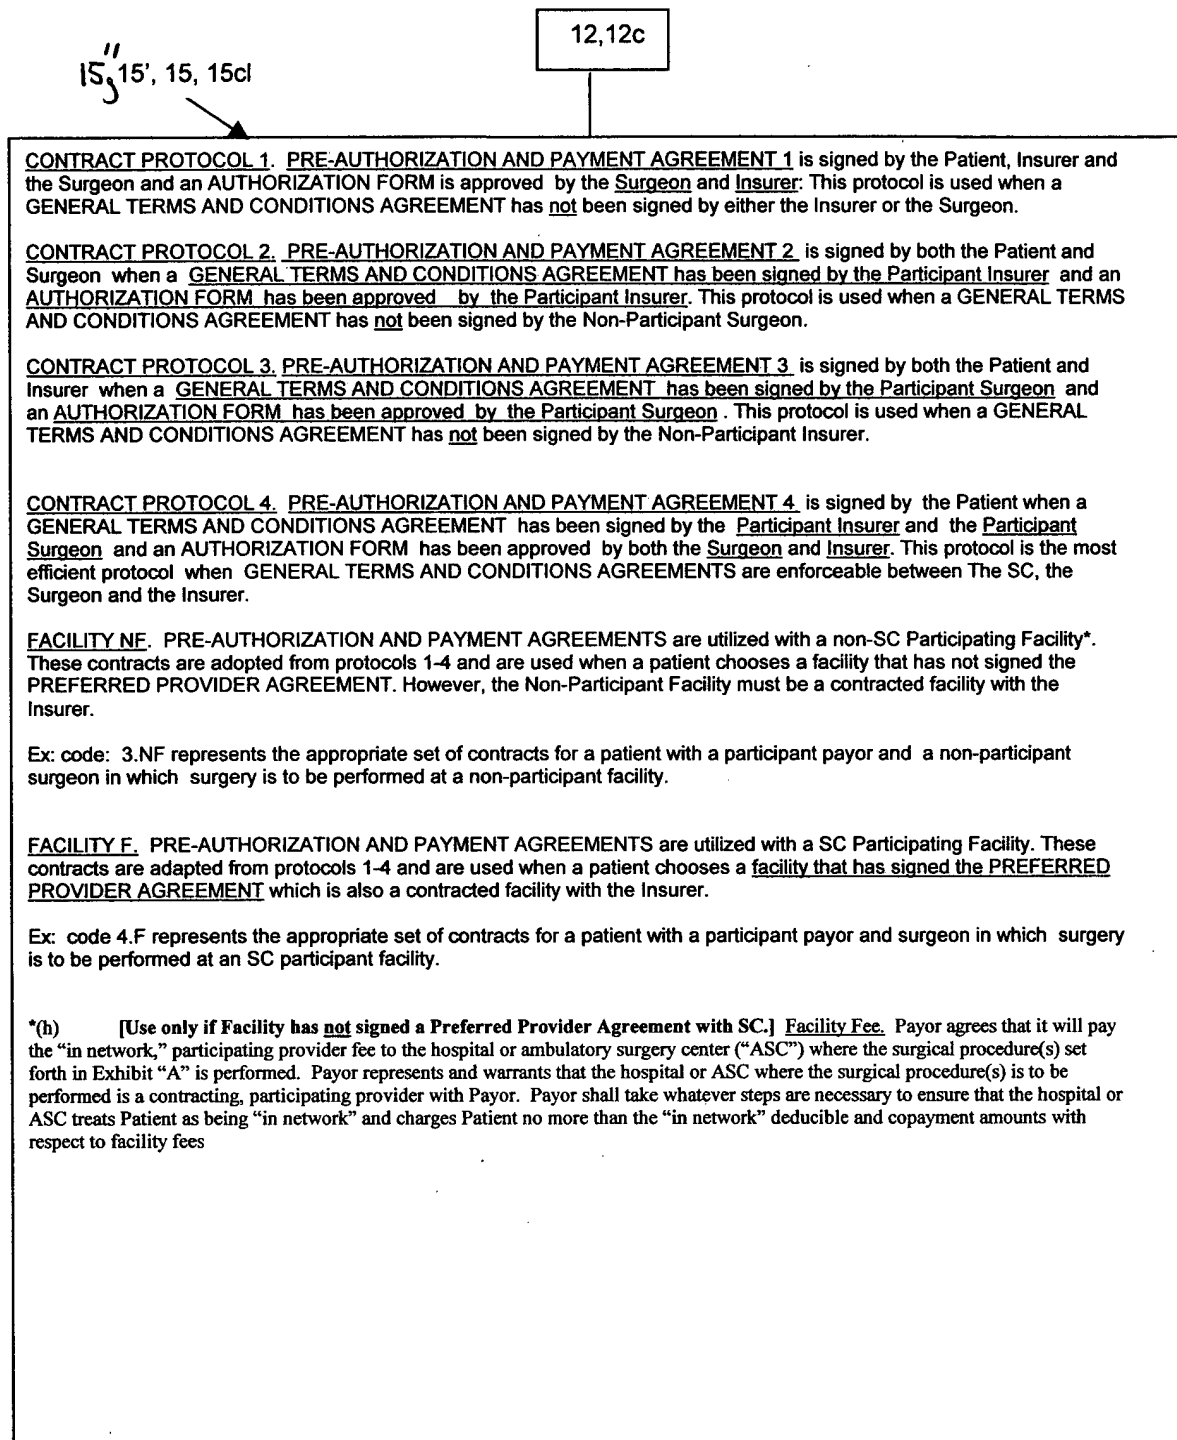 12,12c
15," 15', 15, 15cl
CONTRACT PROTOCOL 1. PRE-AUTHORIZATION AND PAYMENT AGREEMENT 1 is signed by the Patient, Insurer and
the Surgeon and an AUTHORIZATION FORM is approved by the Surgeon and Insurer: This protocol is used when a
GENERAL TERMS AND CONDITIONS AGREEMENT has not been signed by either the Insurer or the Surgeon.
CONTRACT PROTOCOL 2. PRE-AUTHORIZATION AND PAYMENT AGREEMENT 2 is signed by both the Patient and
Surgeon when a GENERAL TERMS AND CONDITIONS AGREEMENT has been signed by the Participant Insurer and an
AUTHORIZATION FORM has been approved by the Participant Insurer. This protocol is used when a GENERAL TERMS
AND CONDITIONS AGREEMENT has not been signed by the Non-Participant Surgeon.
CONTRACT PROTOCOL 3. PRE-AUTHORIZATION AND PAYMENT AGREEMENT 3 is signed by both the Patient and
Insurer when a GENERAL TERMS AND CONDITIONS AGREEMENT has been signed by the Participant Surgeon and
an AUTHORIZATION FORM has been approved by the Participant Surgeon . This protocol is used when a GENERAL
TERMS AND CONDITIONS AGREEMENT has not been signed by the Non-Participant Insurer.
CONTRACT PROTOCOL 4. PRE-AUTHORIZATION AND PAYMENT AGREEMENT 4 is signed by the Patient when a
GENERAL TERMS AND CONDITIONS AGREEMENT has been signed by the Participant Insurer and the Participant
Surgeon and an AUTHORIZATION FORM has been approved by both the Surgeon and Insurer. This protocol is the most
efficient protocol when GENERAL TERMS AND CONDITIONS AGREEMENTS are enforceable between The SC, the
Surgeon and the Insurer.
FACILITY NF. PRE-AUTHORIZATION AND PAYMENT AGREEMENTS are utilized with a non-SC Participating Facility*.
These contracts are adopted from protocols 1-4 and are used when a patient chooses a facility that has not signed the
PREFERRED PROVIDER AGREEMENT. However, the Non-Participant Facility must be a contracted facility with the
Insurer.
Ex: code: 3.NF represents the appropriate set of contracts for a patient with a participant payor and a non-participant
surgeon in which surgery is to be performed at a non-participant facility.
FACILITY F. PRE-AUTHORIZATION AND PAYMENT AGREEMENTS are utilized with a SC Participating Facility. These
contracts are adapted from protocols 1-4 and are used when a patient chooses a facility that has signed the PREFERRED
PROVIDER AGREEMENT which is also a contracted facility with the Insurer.
Ex: code 4.F represents the appropriate set of contracts for a patient with a participant payor and surgeon in which surgery
is to be performed at an SC participant facility.
*(h) [Use only if Facility has not signed a Preferred Provider Agreement with SC.] Facility Fee. Payor agrees that it will pay
the “in network,” participating provider fee to the hospital or ambulatory surgery center (“ASC”) where the surgical procedure(s) set
forth in Exhibit “A” is performed. Payor represents and warrants that the hospital or ASC where the surgical procedure(s) is to be
performed is a contracting, participating provider with Payor. Payor shall take whatever steps are necessary to ensure that the hospital or
ASC treats Patient as being “in network” and charges Patient no more than the “in network” deducible and copayment amounts with
respect to facility fees